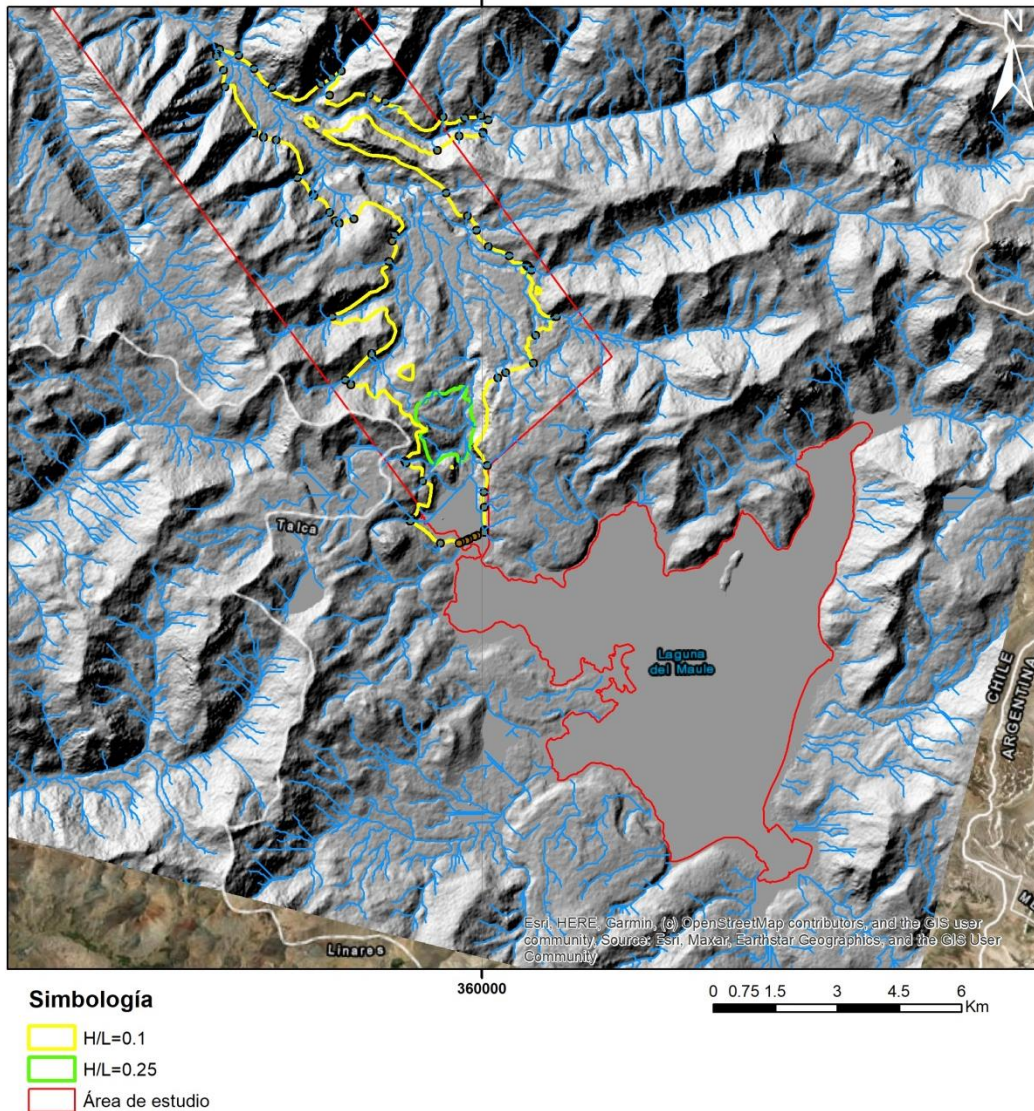 N
Talca
Laguna
del Maule
CHILE
ARGENTIN
Esri, HERE, Garmin, (c) OpenStreetMap contributors, and the GIS user
community, Source: Esri, Maxar, Earthstar Geographics, and the GIS User
Community
Linares
360000
0 0.75 1.5 3 4.5 6
Km
Simbología
H/L=0.1
H/L=0.25
Área de estudio